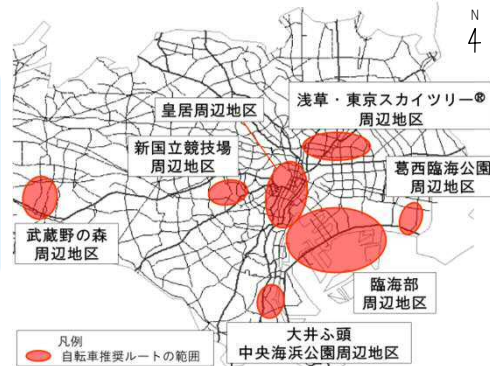 N
浅草・東京スカイツリー®
周辺地区
皇居周辺地区
新国立競技場
周辺地区
葛西臨海公園
周辺地区
武蔵野の森
周辺地区
臨海部
周辺地区
大井ふ頭
中央海浜公園周辺地区
凡例
自転車推奨ルートの範囲